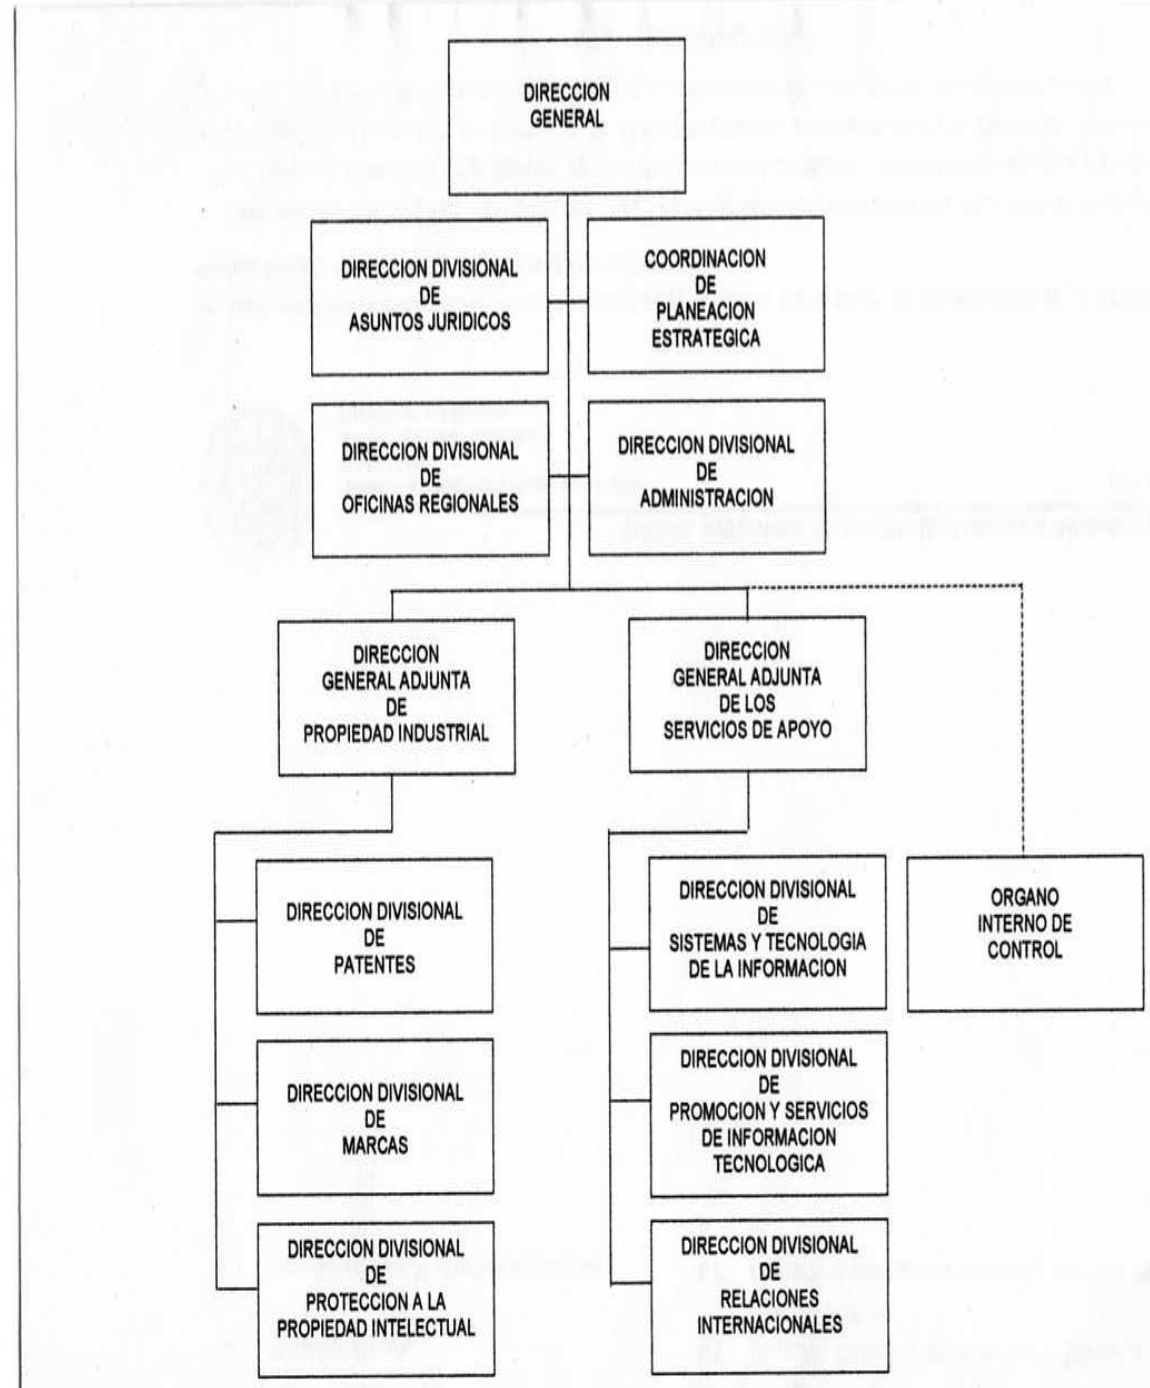 DIRECCION
GENERAL
DIRECCION DIVISIONAL
DE
ASUNTOS JURIDICOS
COORDINACION
DE
PLANEACION
ESTRATEGICA
DIRECCION DIVISIONAL
DE
OFICINAS REGIONALES
DIRECCION DIVISIONAL
DE
ADMINISTRACION
DIRECCION
GENERAL ADJUNTA
DE
PROPIEDAD INDUSTRIAL
DIRECCION
GENERAL ADJUNTA
DE LOS
SERVICIOS DE APOYO
DIRECCION DIVISIONAL
DE
PATENTES
DIRECCION DIVISIONAL
DE
MARCAS
DIRECCION DIVISIONAL
DE
PROTECCION A LA
PROPIEDAD INTELECTUAL
DIRECCION DIVISIONAL
DE
SISTEMAS Y TECNOLOGIA
DE LA INFORMACION
DIRECCION DIVISIONAL
DE
PROMOCION Y SERVICIOS
DE INFORMACION
TECNOLOGICA
DIRECCION DIVISIONAL
DE
RELACIONES
INTERNACIONALES
ORGANO
INTERNO DE
CONTROL